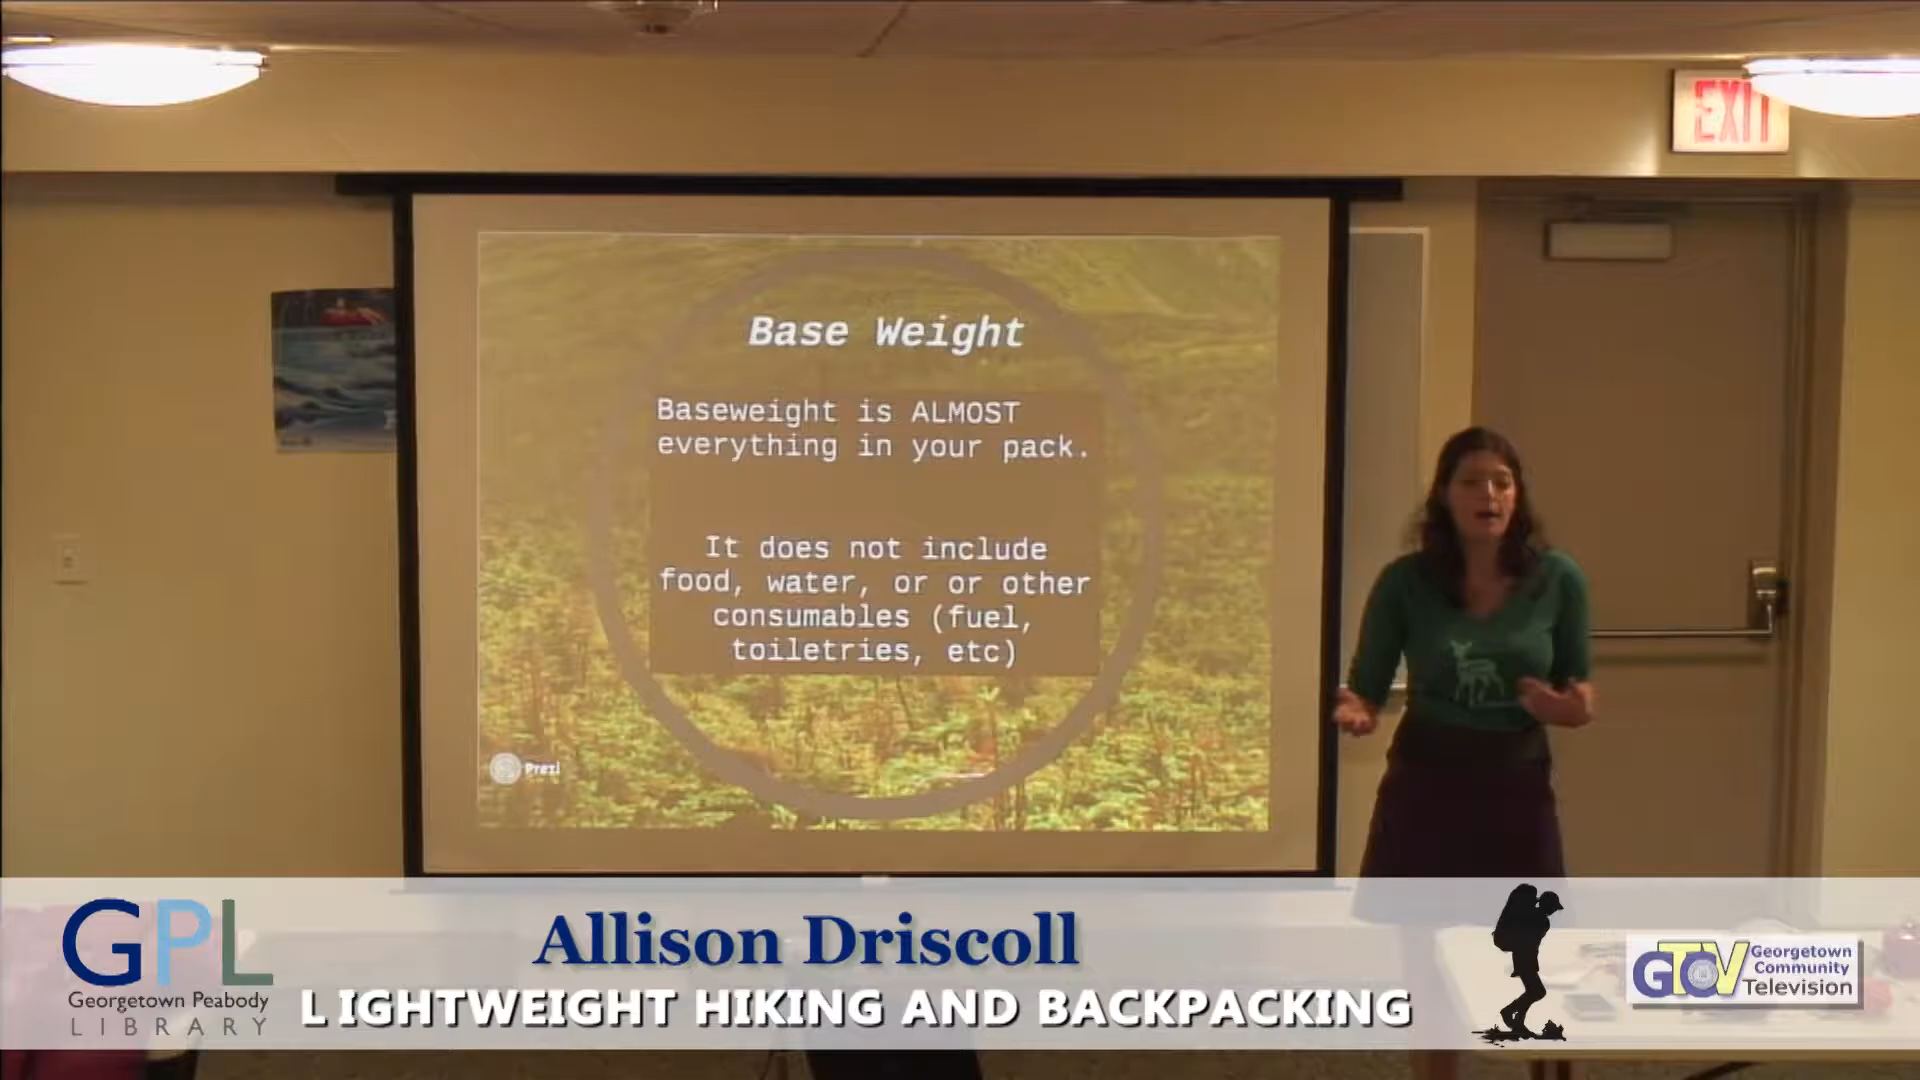 EXIT
Base Weight
Baseweight is ALMOST
everything in your pack.
It does not include
food, water, or or other
consumables (fuel,
toiletries, etc)
Prezi
GPL
Georgetown Peabody
LIBRARY
Allison Driscoll
LIGHTWEIGHT HIKING AND BACKPACKING
GCTV
Georgetown
Community
Television